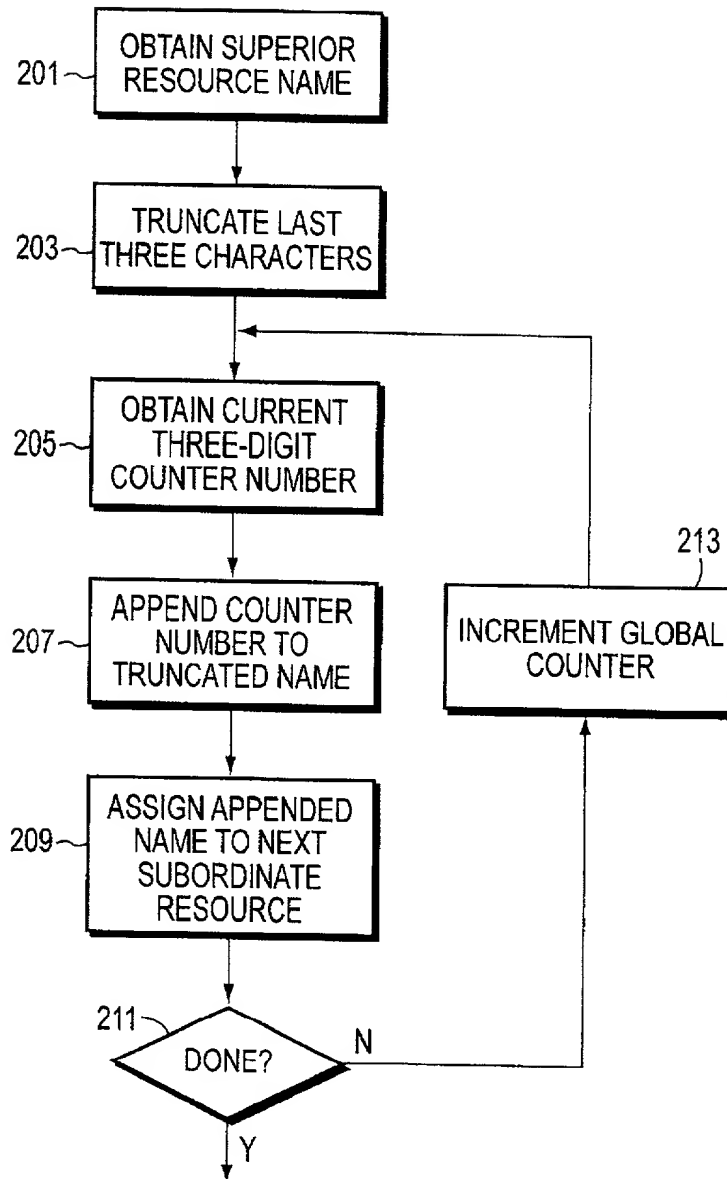 201
OBTAIN SUPERIOR
RESOURCE NAME
203
TRUNCATE LAST
THREE CHARACTERS
205
OBTAIN CURRENT
THREE-DIGIT
COUNTER NUMBER
207
APPEND COUNTER
NUMBER TO
TRUNCATED NAME
213
INCREMENT GLOBAL
COUNTER
209
ASSIGN APPENDED
NAME TO NEXT
SUBORDINATE
RESOURCE
211
DONE?
N
Y